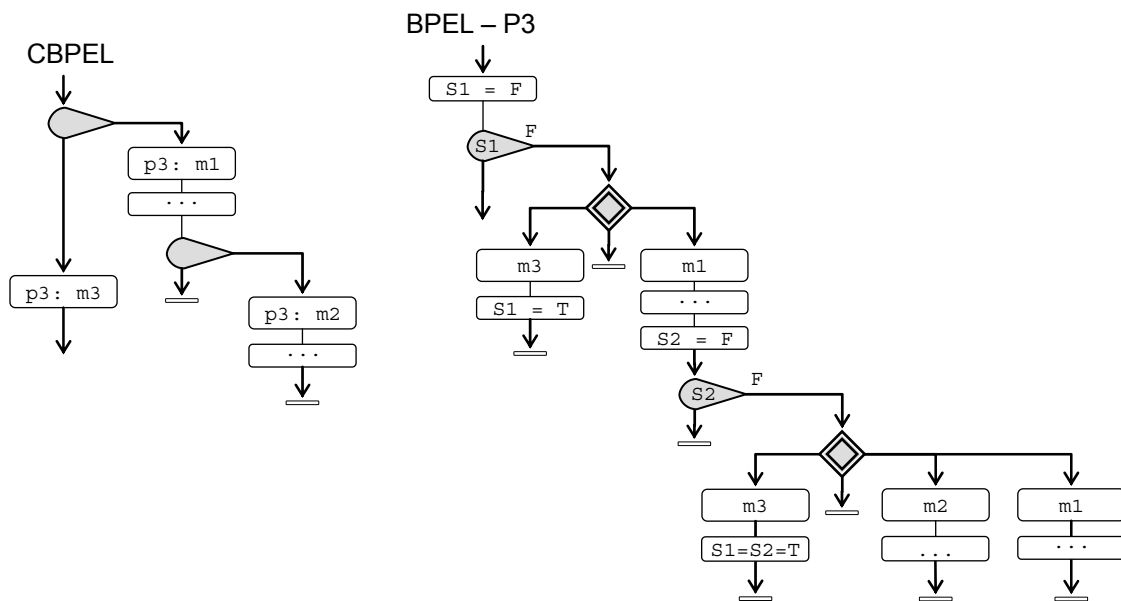 CBPEL
p3: m1
...
p3: m3
p3: m2
...
BPEL – P3
S1 = F
S1
F
m3
S1 = T
m1
...
S2 = F
S2
F
m3
S1=S2=T
m2
...
m1
...